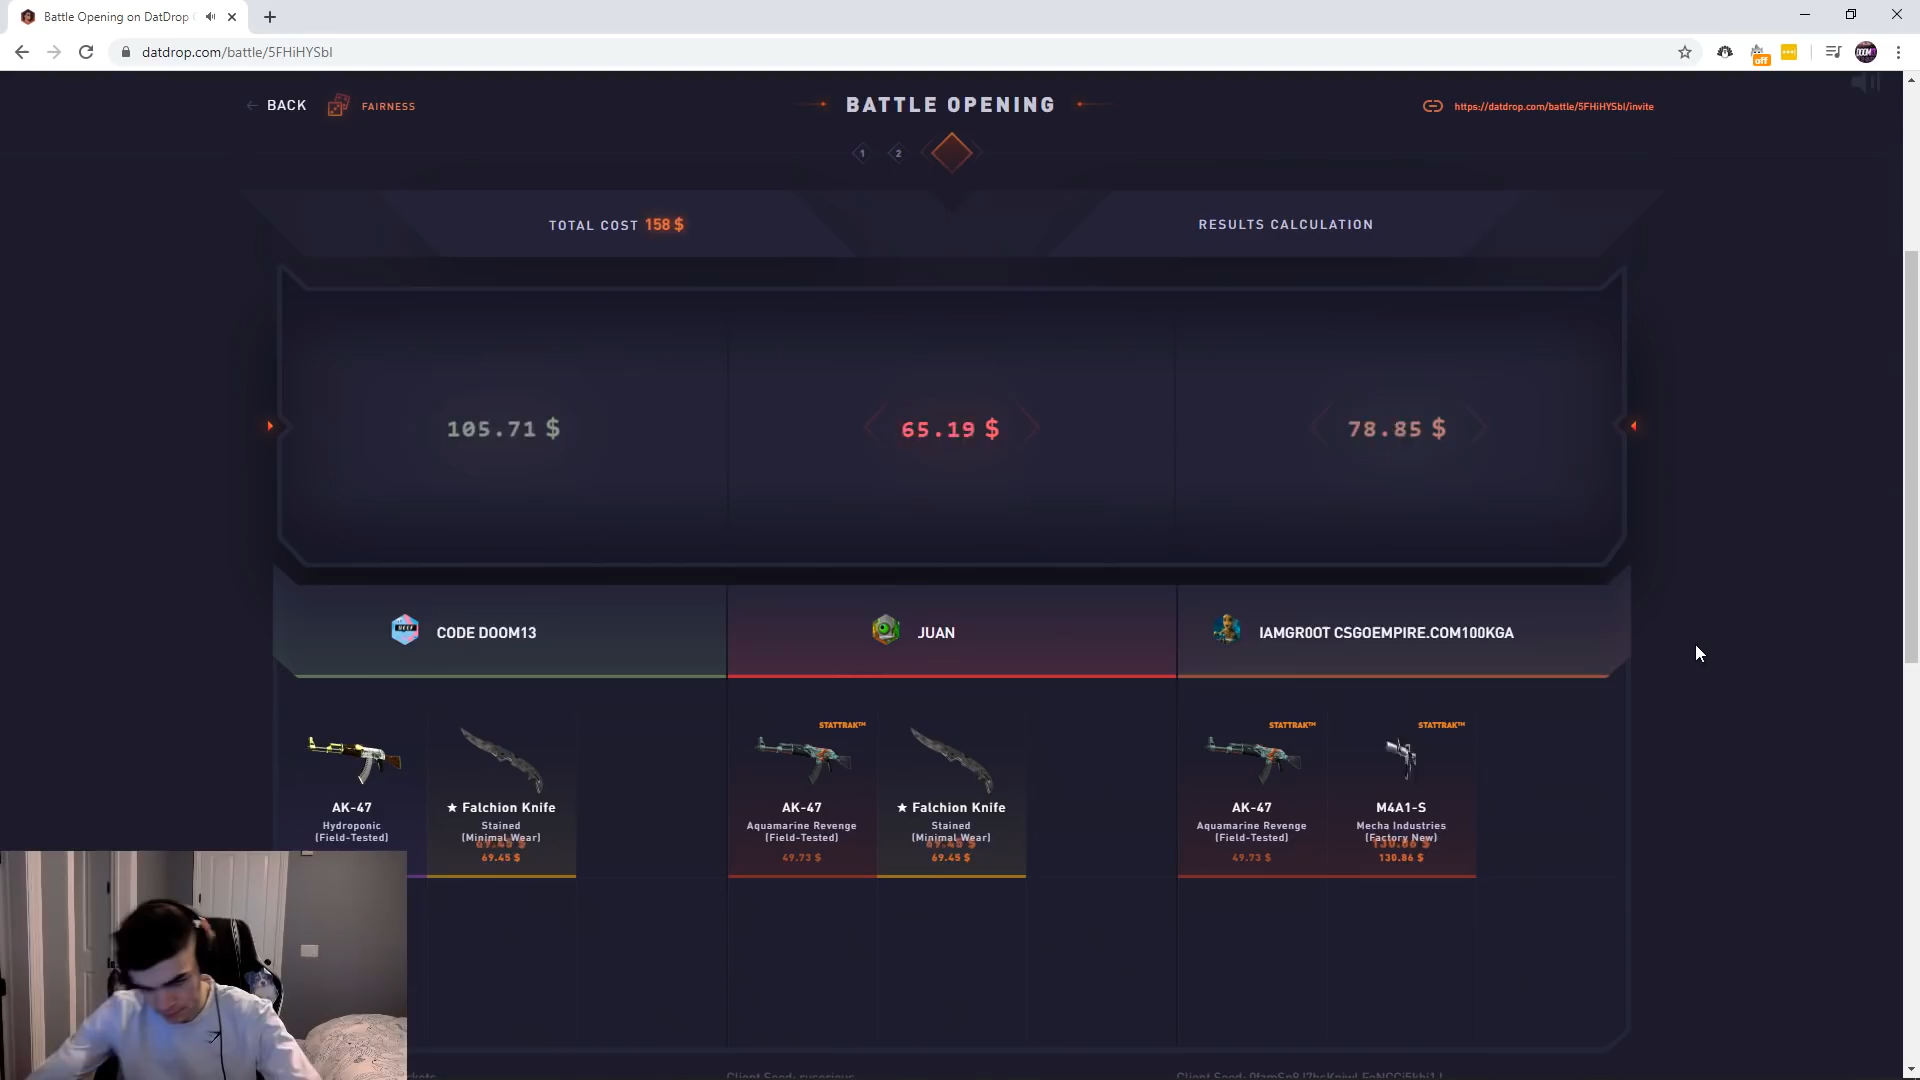 Battle Opening on DatDrop
datdrop.com/battle/5FHiHYSbI
off
BACK
FAIRNESS
BATTLE OPENING
https://datdrop.com/battle/5FHiHYSbI/invite
1
2
TOTAL COST 158 $
RESULTS CALCULATION
105.71 $
65.19 $
78.85 $
CODE DOOM13
JUAN
IAMGR00T CSGOEMPIRE.COM100KGA
STATTRAK™
STATTRAK™
STATTRAK™
AK-47
★ Falchion Knife
AK-47
★ Falchion Knife
AK-47
M4A1-S
Hydroponic
Stained
Aquamarine Revenge
Stained
Aquamarine Revenge
Mecha Industries
(Field-Tested)
(Minimal Wear)
(Field-Tested)
(Minimal Wear)
(Field-Tested)
(Factory New)
69.45 $
49.73 $
69.45 $
49.73 $
130.86 $